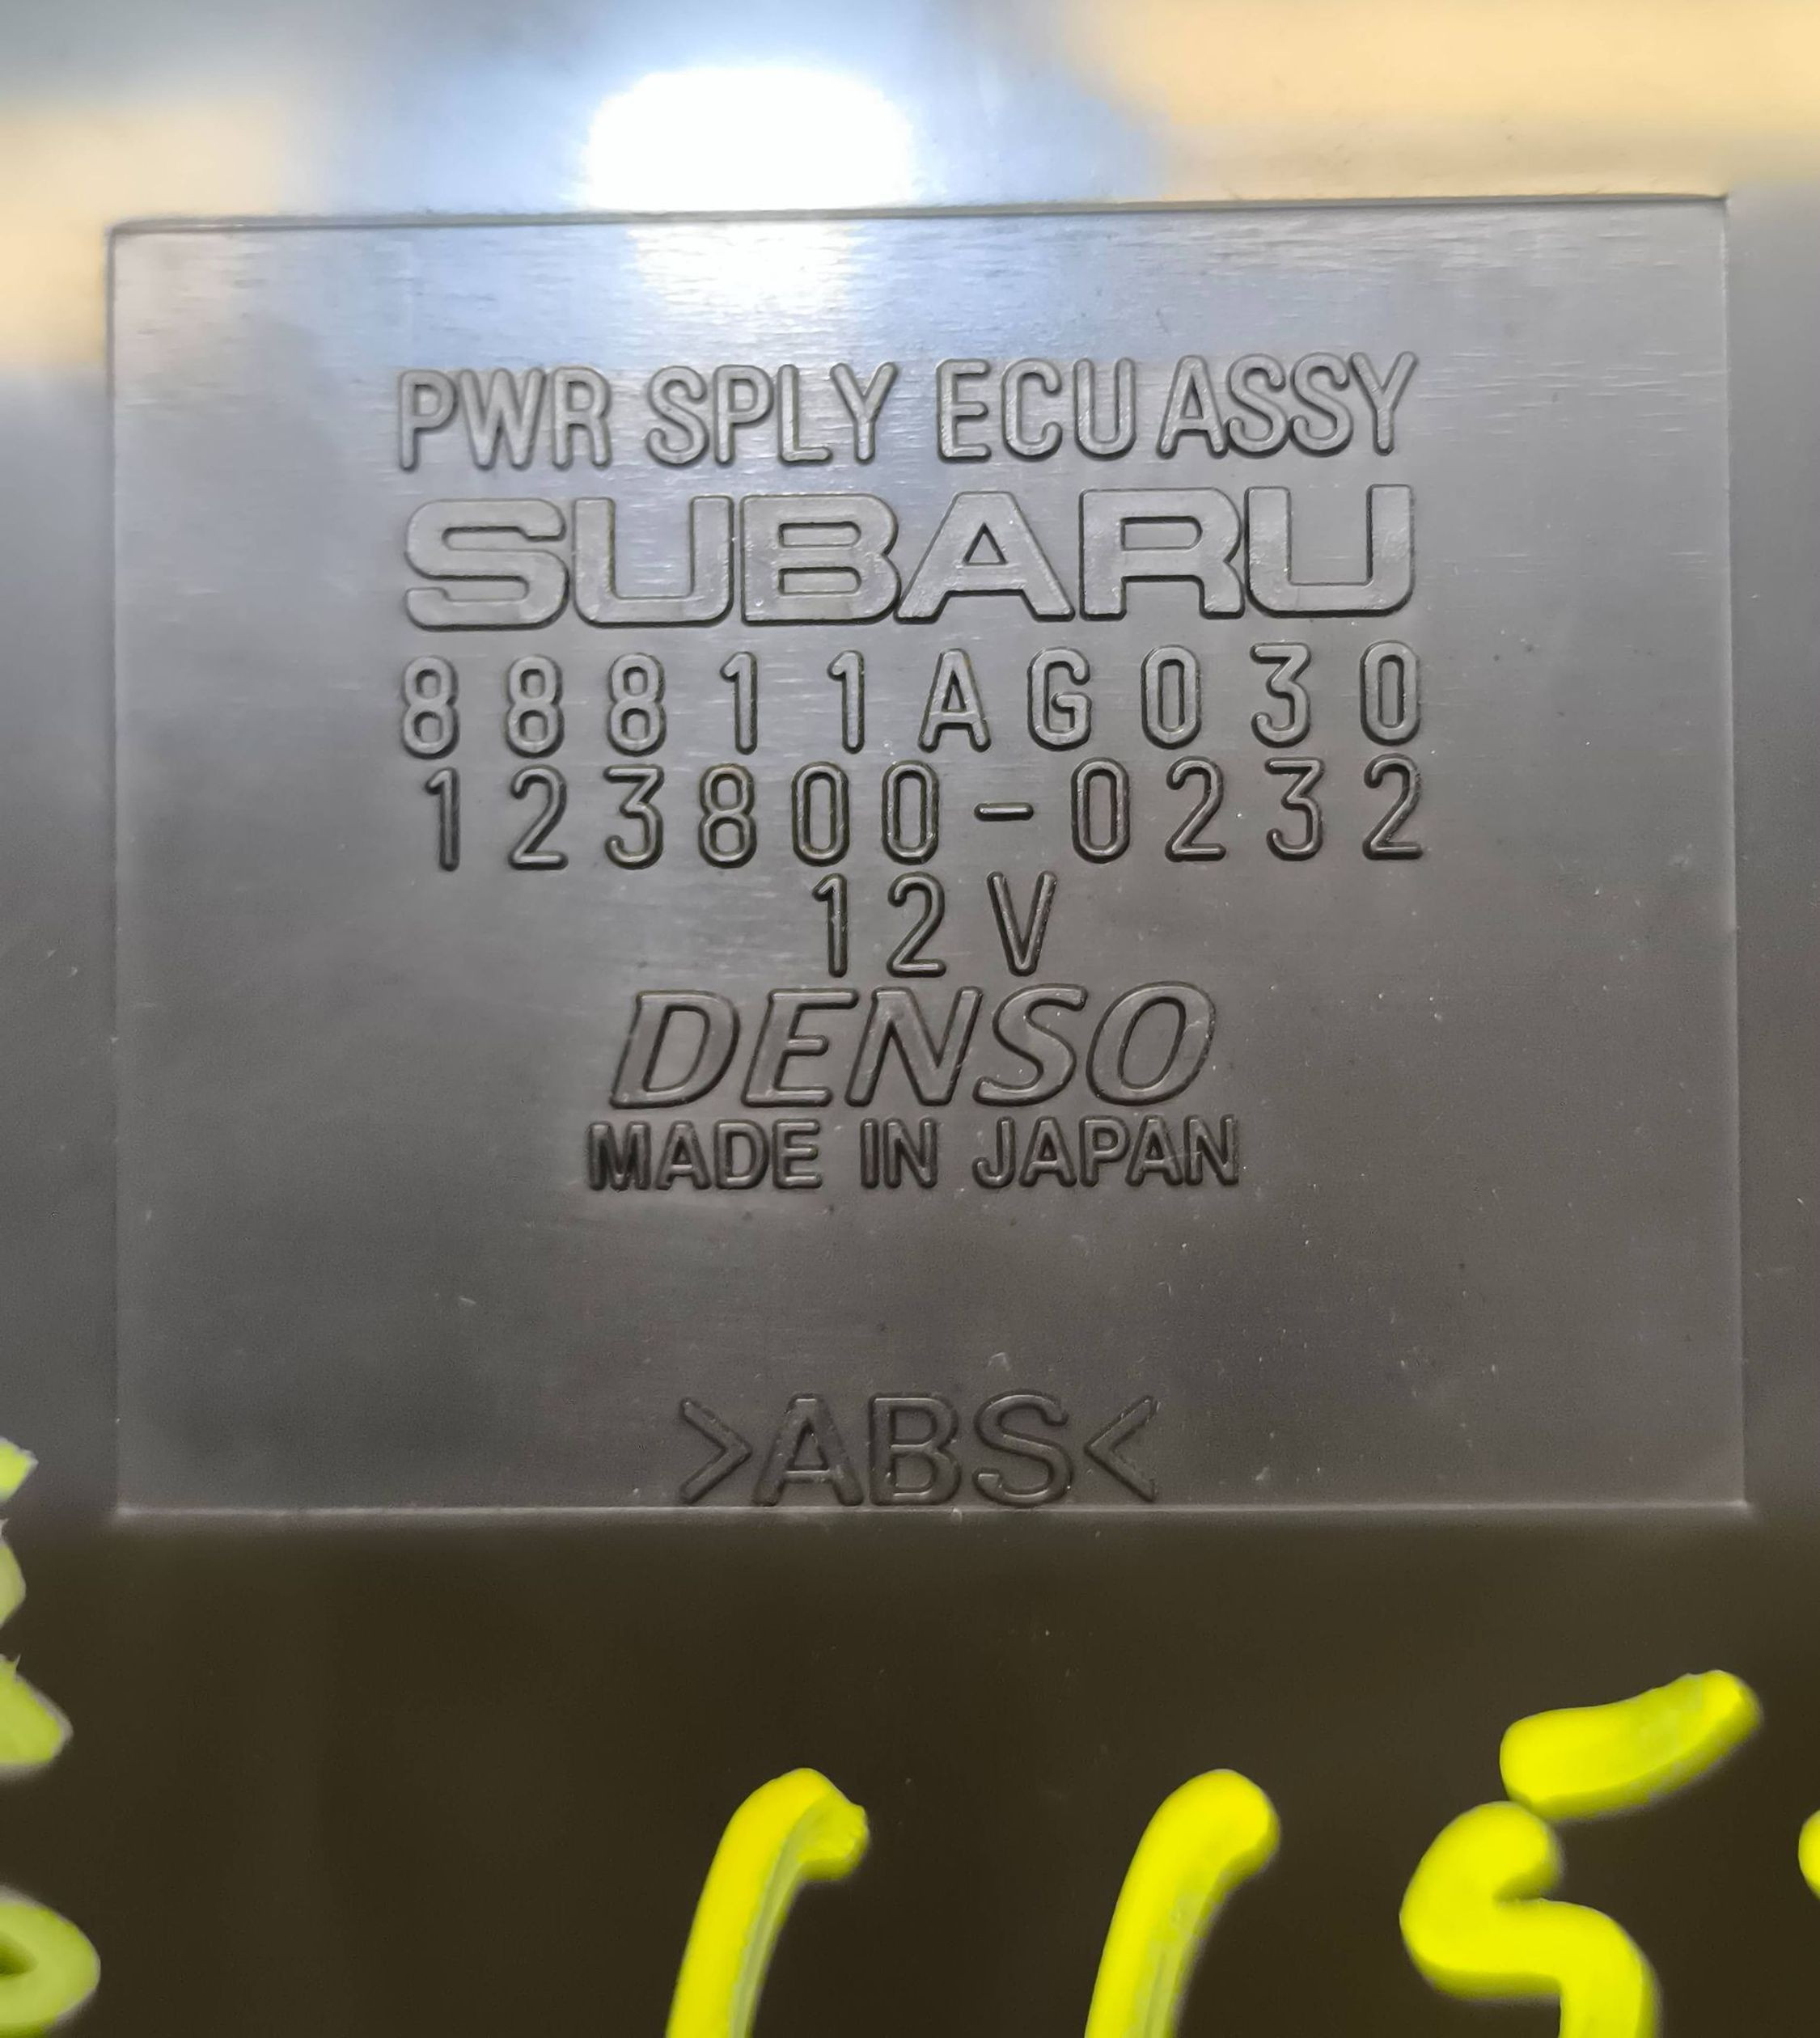 PWR SPLY ECU ASSY
SUBARU
88811AG030
123800-0232
12V
DENSO
MADE IN JAPAN
>ABS<